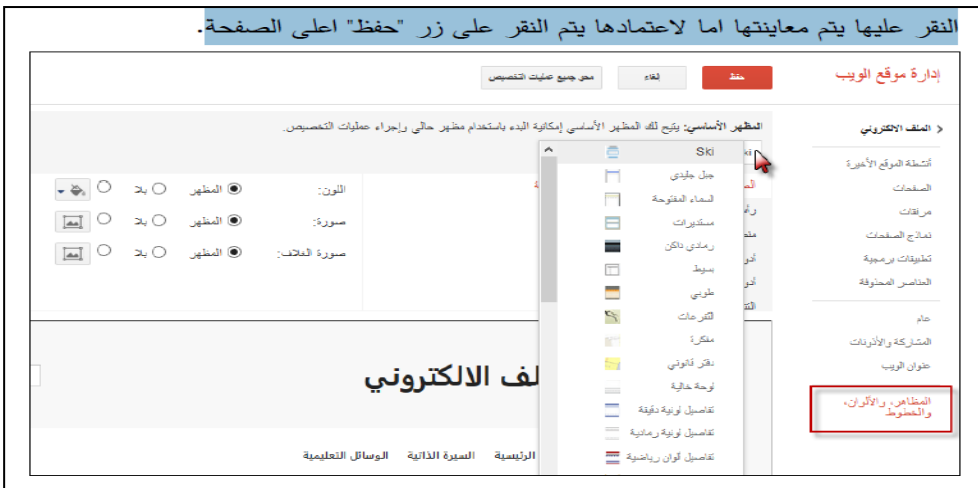 النقر عليها يتم معاينتها اما لاعتمادها يتم النقر على زر "حفظ" اعلى الصفحة.
إدارة موقع الويب
حفظ
إلغاء
محو جميع عمليات التخصيص
الملف الالكتروني
أنشطة الموقع الأخيرة
الصفحات
مرفقات
نماذج الصفحات
تطبيقات برمجية
العناصر المحذوفة
عام
المشاركة والأذونات
عنوان الويب
المظاهر، والألوان،
والخطوط
المظهر الأساسي: يتيح لك المظهر الأساسي إمكانية البدء باستخدام مظهر حالي وإجراء عمليات التخصيص.
Ski
جبل جليدي
السماء المفتوحة
مستديرات
رمادي داكن
بسيط
طوبي
التفرعات
مفكرة
دفتر قانوني
لوحة خالية
تفاصيل لونية دقيقة
تفاصيل لونية رمادية
تفاصيل ألوان رياضية
اللون: المظهر بلا
صورة: المظهر بلا
صورة الغلاف: المظهر بلا
لف الالكتروني
الرئيسية السيرة الذاتية الوسائل التعليمية